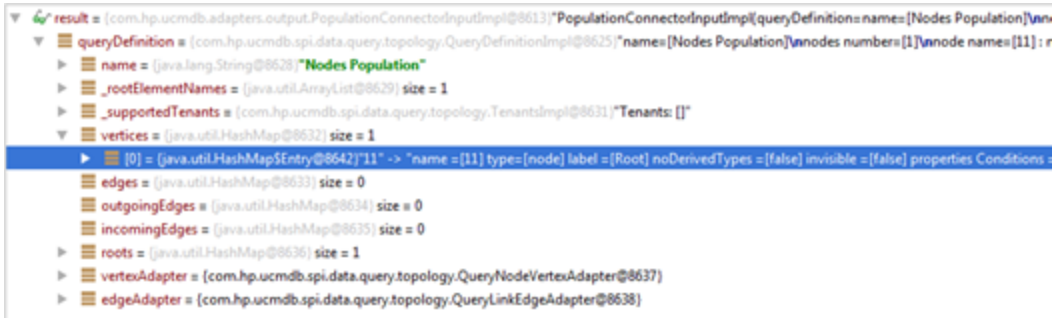 result = {com.hp.ucmdb.adapters.output.PopulationConnectorInputImpl@8613}"PopulationConnectorInputImpl{queryDefinition=name=[Nodes Population]\nn
queryDefinition = {com.hp.ucmdb.spi.data.query.topology.QueryDefinitionImpl@8625}"name=[Nodes Population]\nnodes number=[1]\nnode name=[11] : r
name = {java.lang.String@8628}"Nodes Population"
_rootElementNames = {java.util.ArrayList@8629} size = 1
_supportedTenants = {com.hp.ucmdb.spi.data.query.topology.TenantsImpl@8631}"Tenants: []"
vertices = {java.util.HashMap@8632} size = 1
[0] = {java.util.HashMap$Entry@8642}"11" -> "name =[11] type=[node] label =[Root] noDerivedTypes =[false] invisible =[false] properties Conditions =
edges = {java.util.HashMap@8633} size = 0
outgoingEdges = {java.util.HashMap@8634} size = 0
incomingEdges = {java.util.HashMap@8635} size = 0
roots = {java.util.HashMap@8636} size = 1
vertexAdapter = {com.hp.ucmdb.spi.data.query.topology.QueryNodeVertexAdapter@8637}
edgeAdapter = {com.hp.ucmdb.spi.data.query.topology.QueryLinkEdgeAdapter@8638}